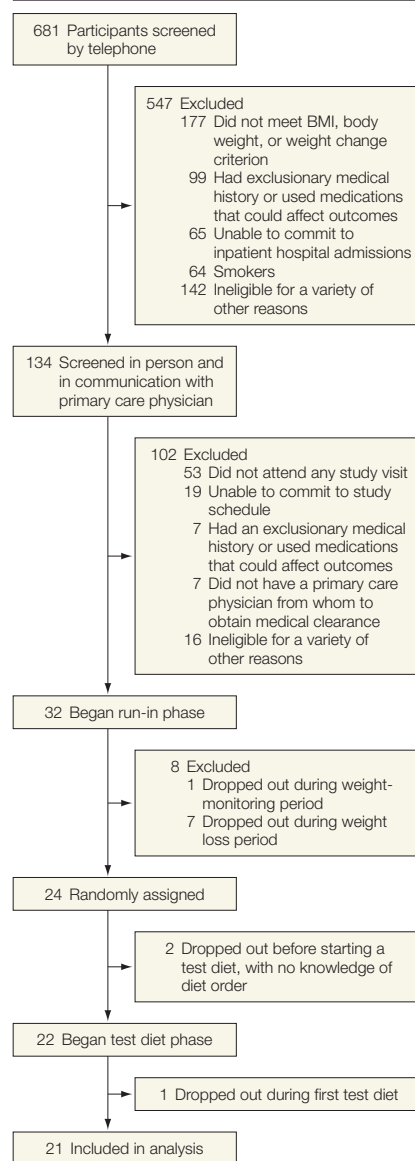 681 Participants screened
by telephone
547 Excluded
177 Did not meet BMI, body
weight, or weight change
criterion
99 Had exclusionary medical
history or used medications
that could affect outcomes
65 Unable to commit to
inpatient hospital admissions
64 Smokers
142 Ineligible for a variety of
other reasons
134 Screened in person and
in communication with
primary care physician
102 Excluded
53 Did not attend any study visit
19 Unable to commit to study
schedule
7 Had an exclusionary medical
history or used medications
that could affect outcomes
7 Did not have a primary care
physician from whom to
obtain medical clearance
16 Ineligible for a variety of
other reasons
32 Began run-in phase
8 Excluded
1 Dropped out during weight-
monitoring period
7 Dropped out during weight
loss period
24 Randomly assigned
2 Dropped out before starting a
test diet, with no knowledge of
diet order
22 Began test diet phase
1 Dropped out during first test diet
21 Included in analysis